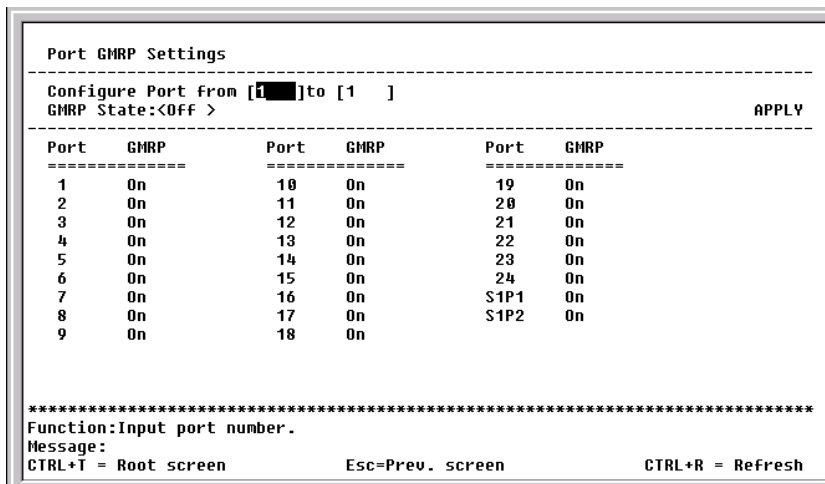 Port GMRP Settings
Configure Port from [1   ]to [1   ]
GMRP State:<Off >                                                      APPLY
Port    GMRP        Port    GMRP        Port    GMRP
==============      ==============      ==============
1       On          10      On          19      On
2       On          11      On          20      On
3       On          12      On          21      On
4       On          13      On          22      On
5       On          14      On          23      On
6       On          15      On          24      On
7       On          16      On          S1P1    On
8       On          17      On          S1P2    On
9       On          18      On
*******************************************************************************
Function:Input port number.
Message:
CTRL+T = Root screen            Esc=Prev. screen            CTRL+R = Refresh